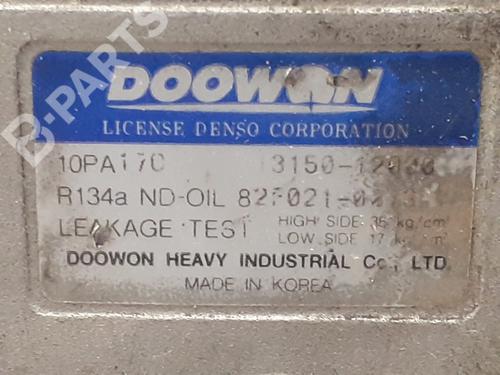 B-PARTS
DOOWON
LICENSE DENSO CORPORATION
10PA17C
R134a ND-OIL
LEAKAGE TEST HIGH SIDE
LOW SIDE
DOOWON HEAVY INDUSTRIAL Co., LTD.
MADE IN KOREA